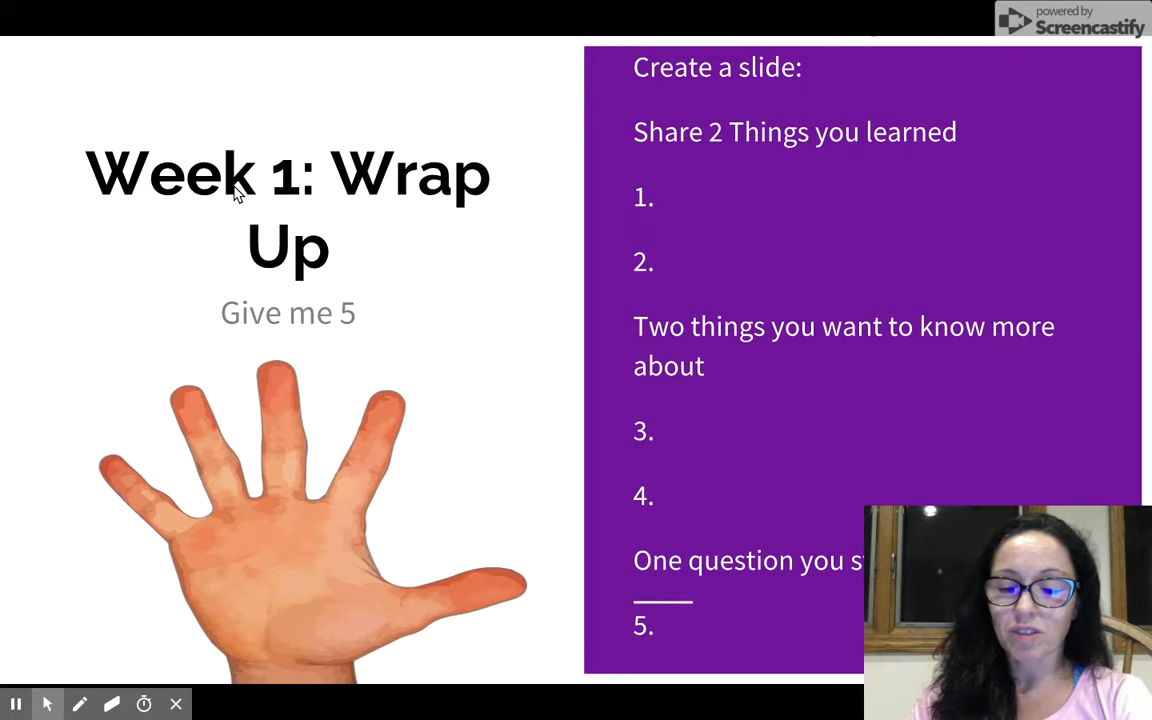 powered by
Screencastify
Week 1: Wrap
Up
Give me 5
Create a slide:
Share 2 Things you learned
1.
2.
Two things you want to know more
about
3.
4.
One question you
5.